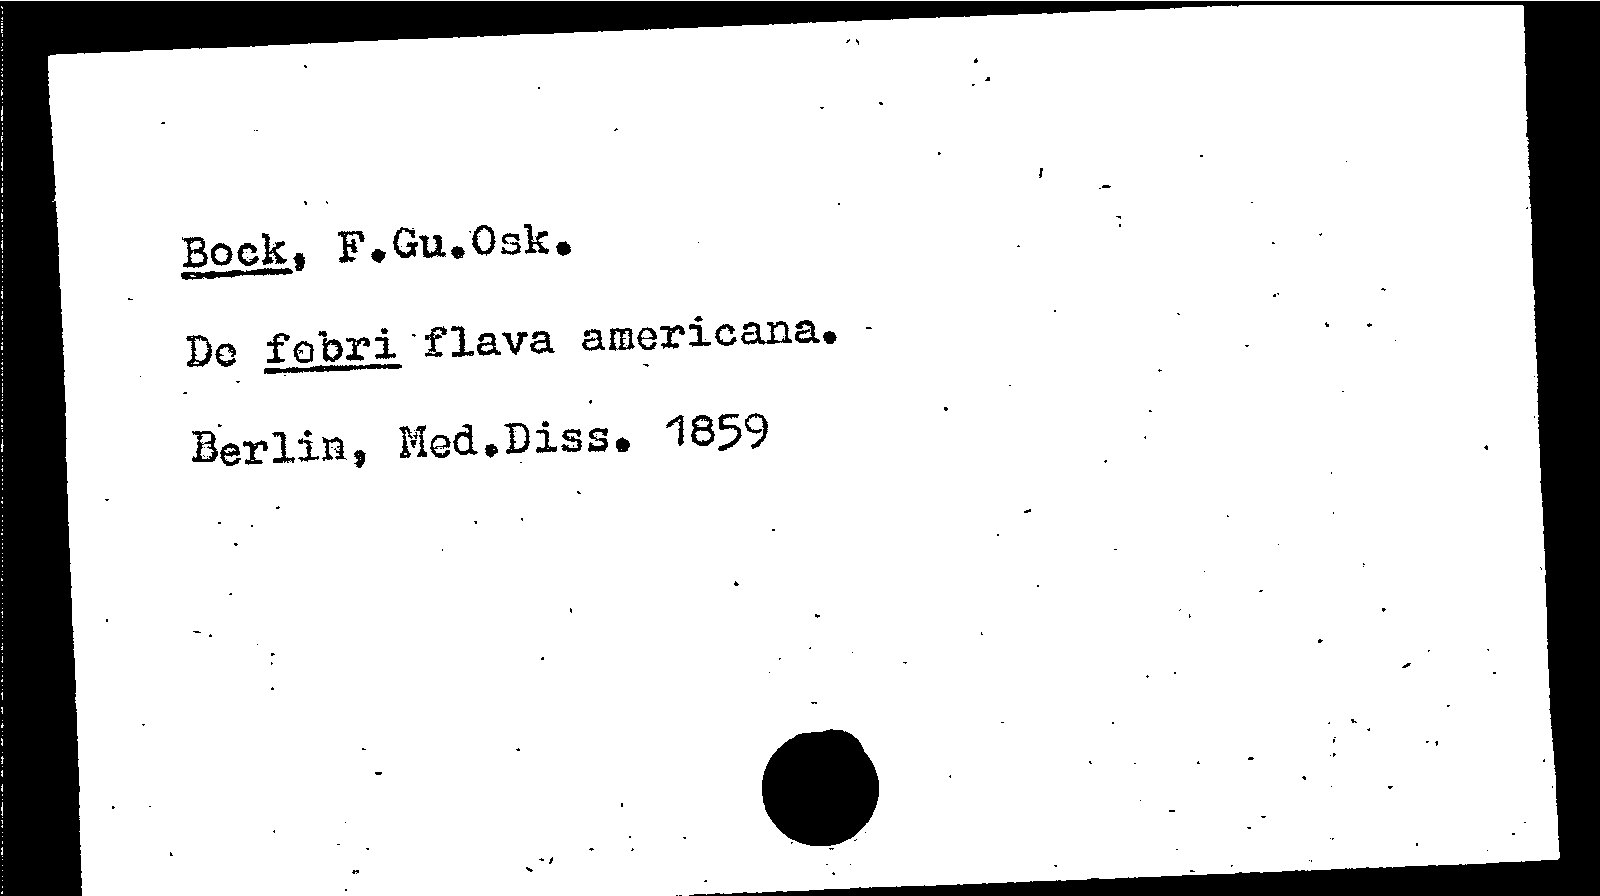 Bock, F.Gu.Osk.
De febri flava americana.
Berlin, Med.Diss. 1859